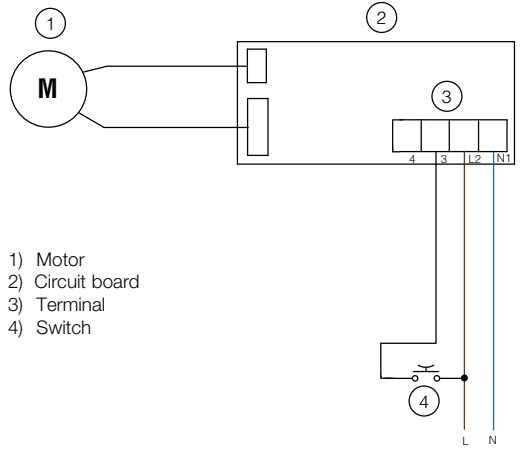 1
2
M
3
4 3 L2 N1
1) Motor
2) Circuit board
3) Terminal
4) Switch
4
L N